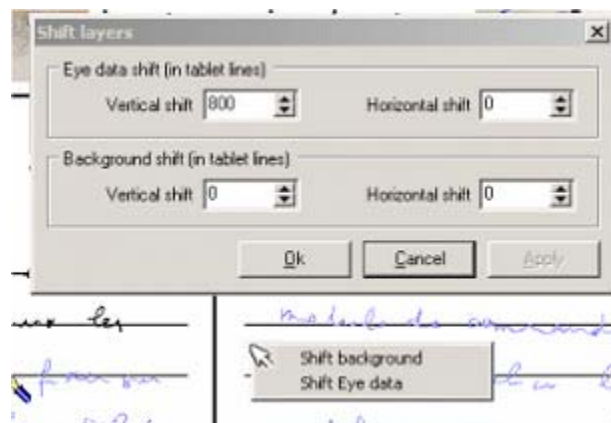 Shift layers
Eye data shift (in tablet lines)
Vertical shift 800 Horizontal shift 0
Background shift (in tablet lines)
Vertical shift 0 Horizontal shift 0
Ok Cancel Apply
les
Shift background
Shift Eye data